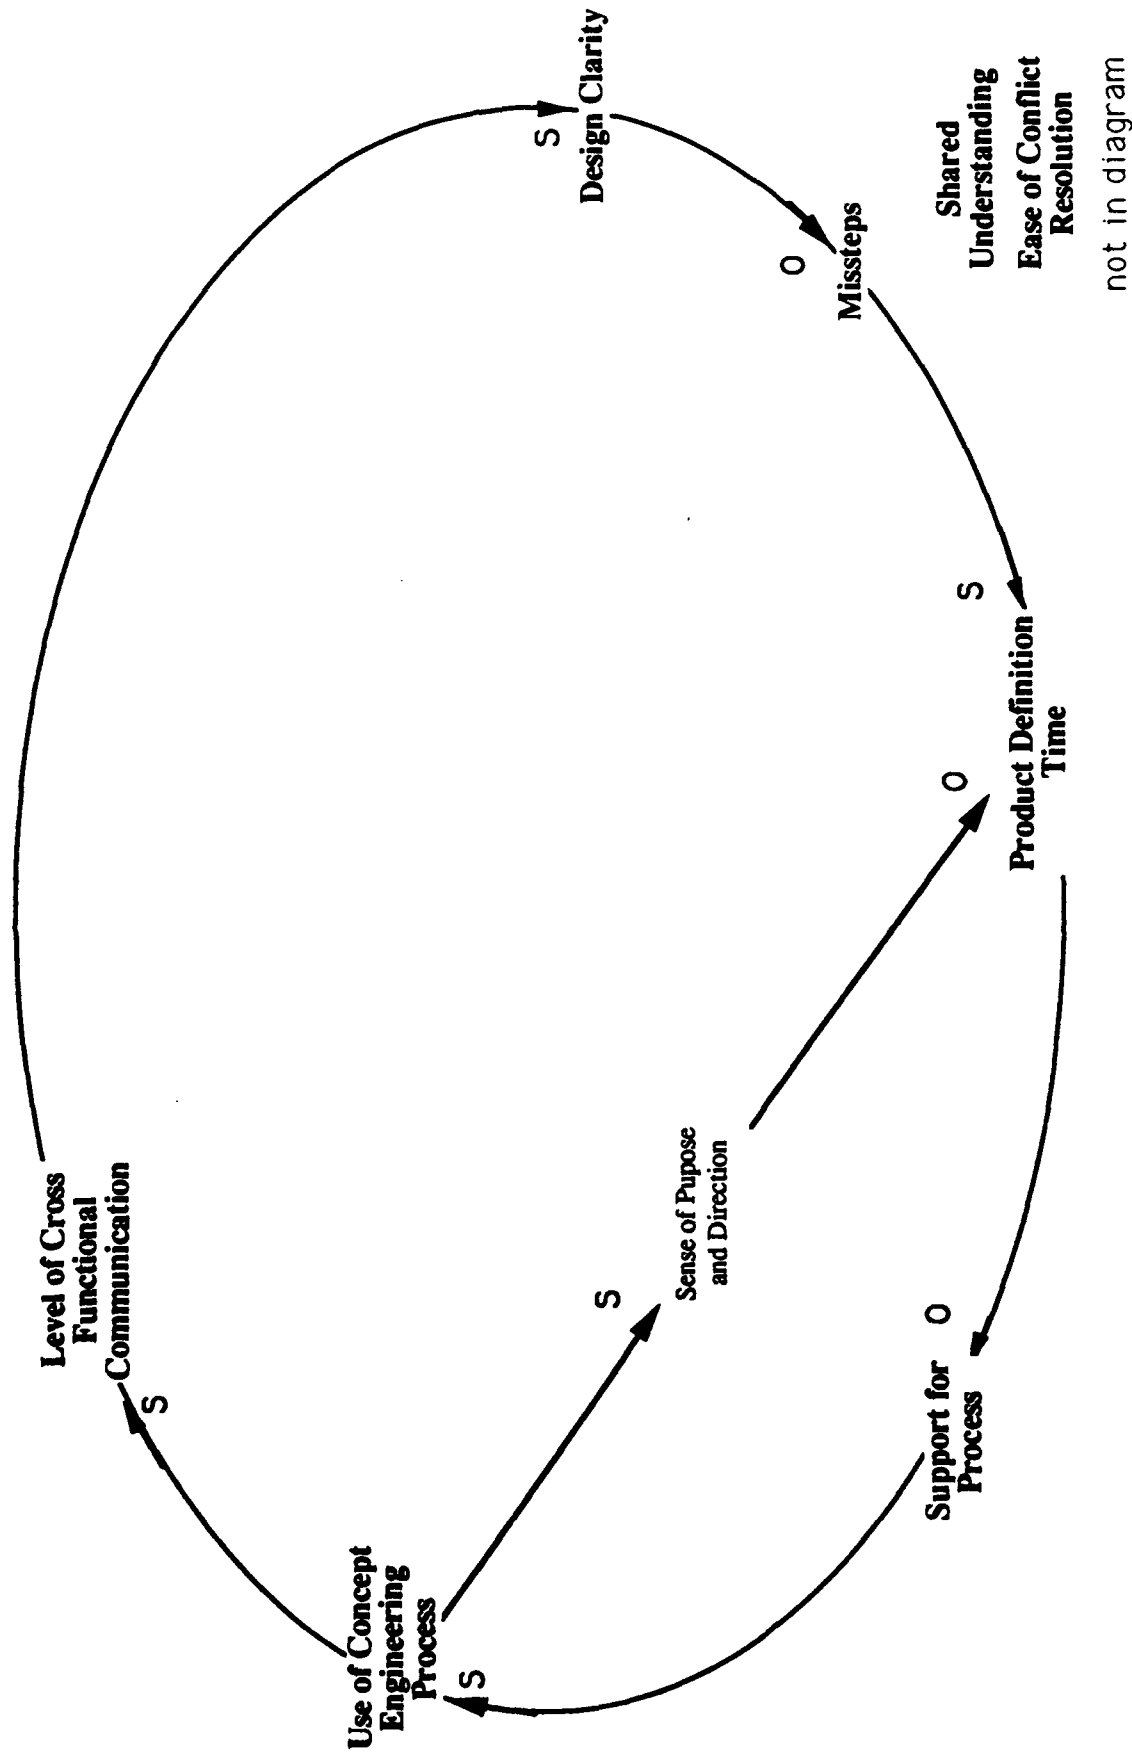 Level of Cross
Functional
Communication
S
S
Design Clarity
Use of Concept
Engineering
Process
S
S
Sense of Pupose
and Direction
O
Missteps
Support for
Process
O
O
S
Product Definition
Time
Shared
Understanding
Ease of Conflict
Resolution
not in diagram